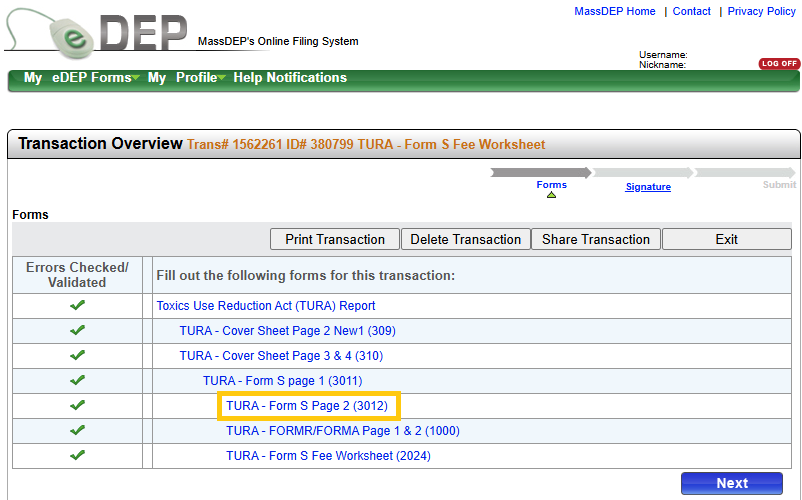 eDEP MassDEP's Online Filing System
MassDEP Home | Contact | Privacy Policy
Username:
Nickname:
LOG OFF
My eDEP Forms My Profile Help Notifications
Transaction Overview Trans# 1562261 ID# 380799 TURA - Form S Fee Worksheet
Forms Signature Submit
Forms
Print Transaction Delete Transaction Share Transaction Exit
Errors Checked/
Validated
Fill out the following forms for this transaction:
Toxics Use Reduction Act (TURA) Report
TURA - Cover Sheet Page 2 New1 (309)
TURA - Cover Sheet Page 3 & 4 (310)
TURA - Form S page 1 (3011)
TURA - Form S Page 2 (3012)
TURA - FORMR/FORMA Page 1 & 2 (1000)
TURA - Form S Fee Worksheet (2024)
Next